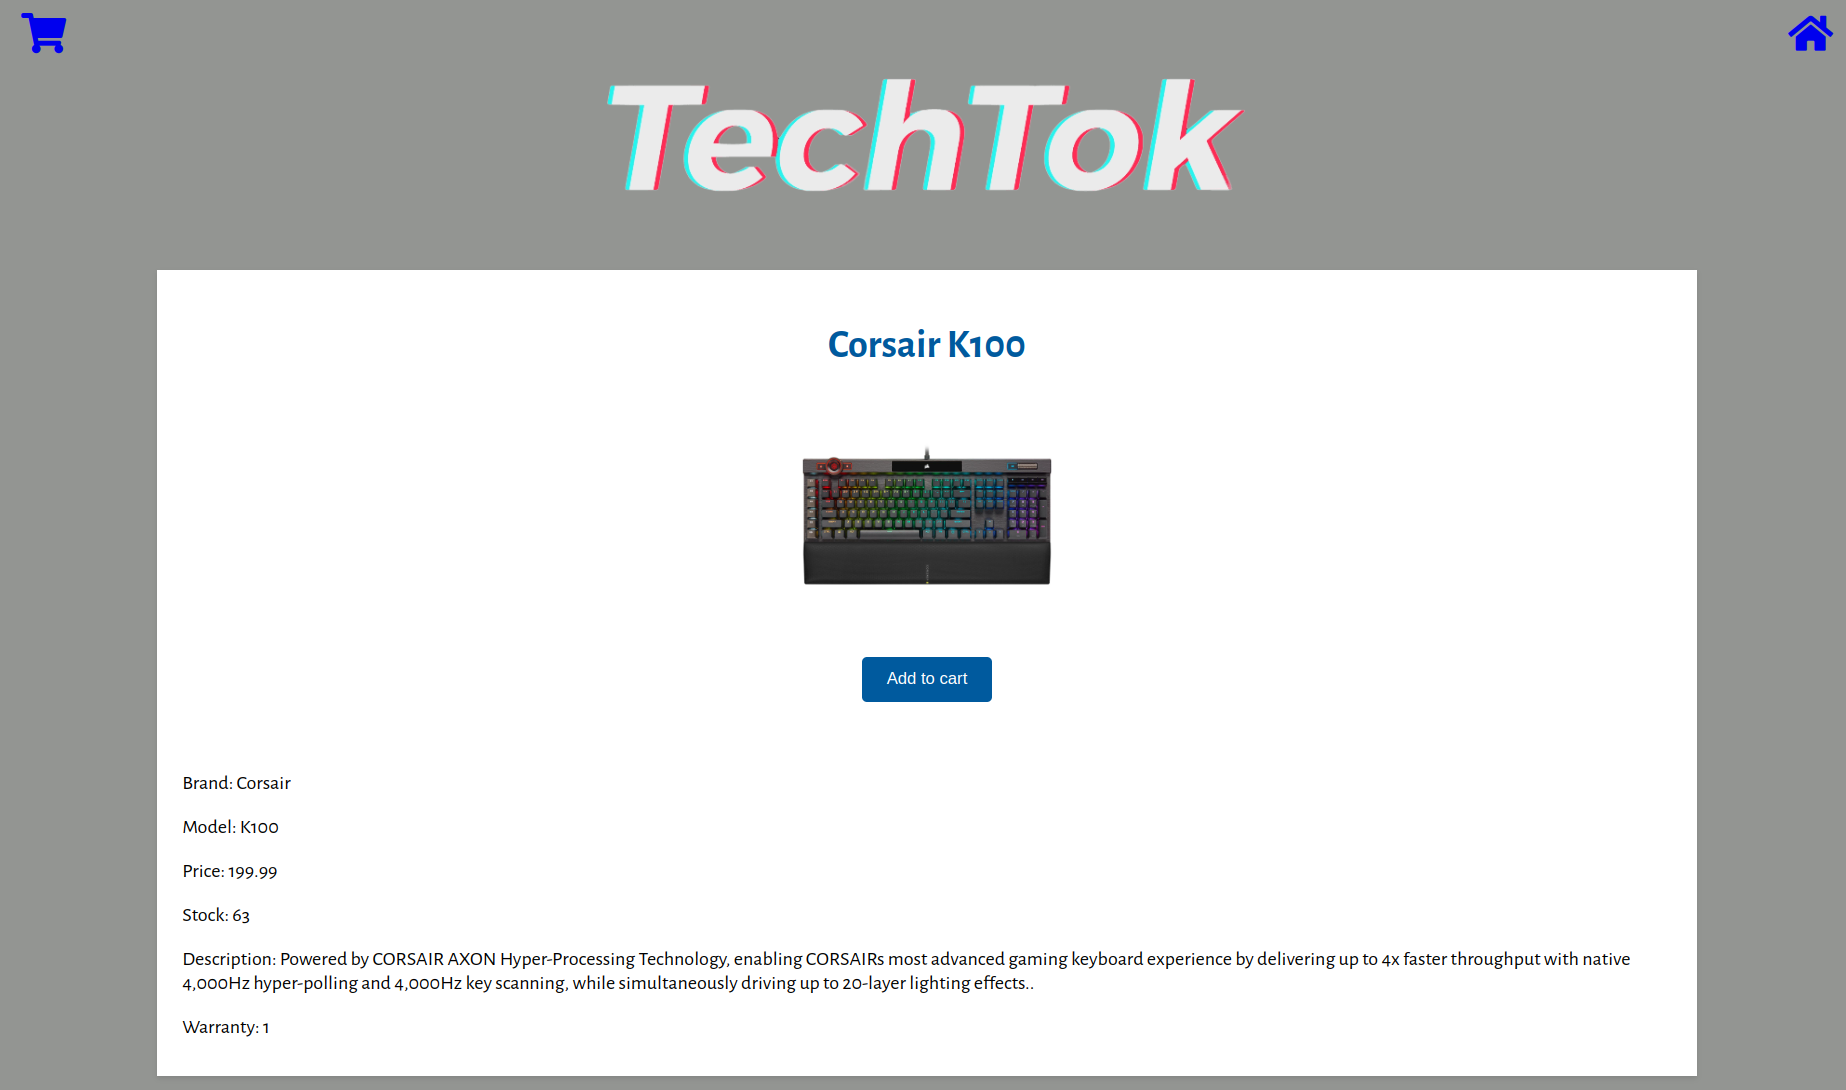 TechTok
Corsair K100
Add to cart
Brand: Corsair
Model: K100
Price: 199.99
Stock: 63
Description: Powered by CORSAIR AXON Hyper-Processing Technology, enabling CORSAIRs most advanced gaming keyboard experience by delivering up to 4x faster throughput with native
4,000Hz hyper-polling and 4,000Hz key scanning, while simultaneously driving up to 20-layer lighting effects..
Warranty: 1